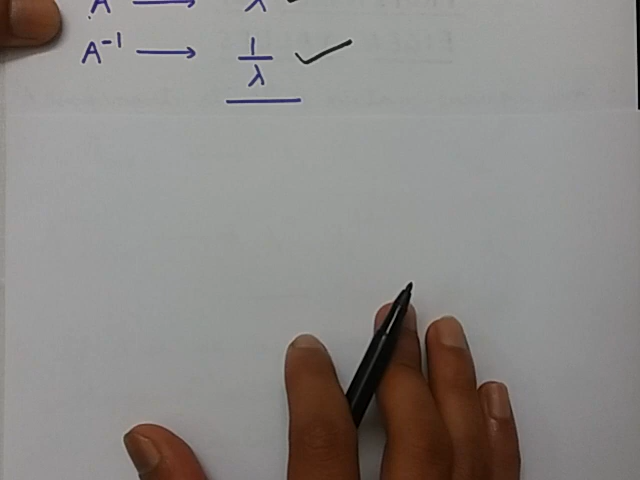 A → λ
A⁻¹ → 1/λ ✓